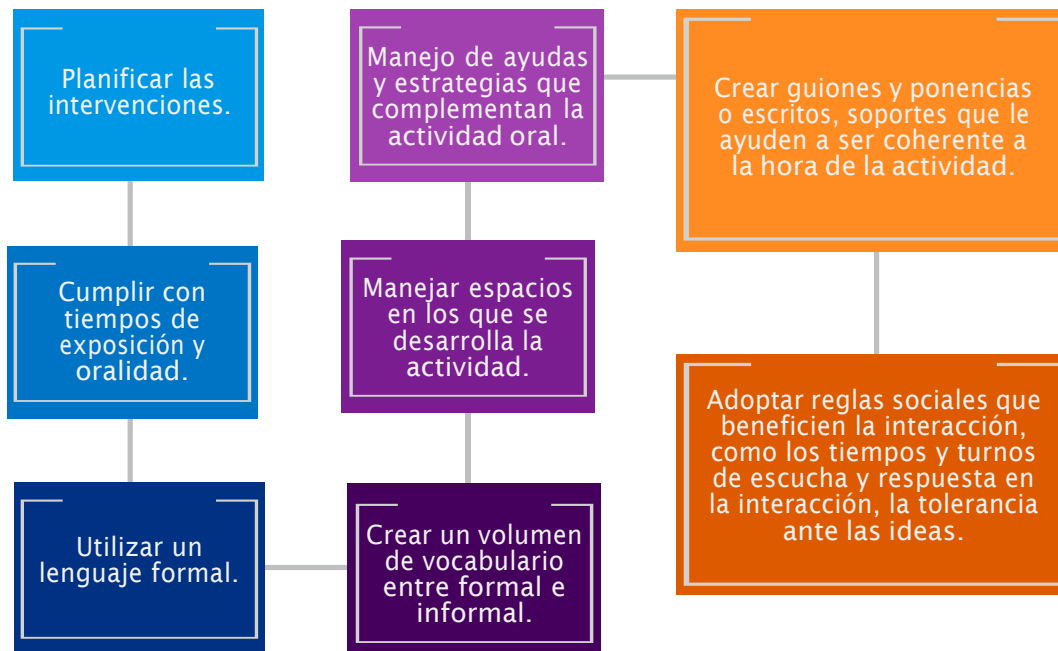 Planificar las
intervenciones.
Cumplir con
tiempos de
exposición y
oralidad.
Utilizar un
lenguaje formal.
Crear un volumen
de vocabulario
entre formal e
informal.
Manejar espacios
en los que se
desarrolla la
actividad.
Manejo de ayudas
y estrategias que
complementan la
actividad oral.
Crear guiones y ponencias
o escritos, soportes que le
ayuden a ser coherente a
la hora de la actividad.
Adoptar reglas sociales que
beneficien la interacción,
como los tiempos y turnos
de escucha y respuesta en
la interacción, la tolerancia
ante las ideas.